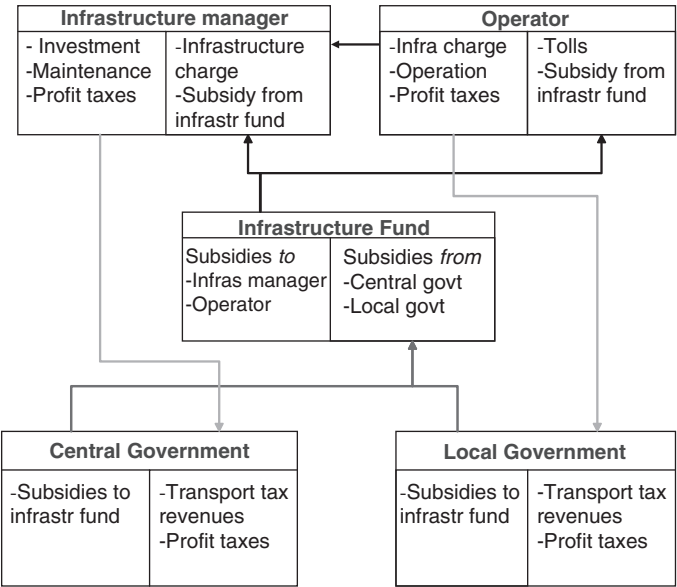 Infrastructure manager
- Investment
-Maintenance
-Profit taxes
-Infrastructure
charge
-Subsidy from
infrastr fund
Operator
-Infra charge
-Operation
-Profit taxes
-Tolls
-Subsidy from
infrastr fund
Infrastructure Fund
Subsidies to
-Infras manager
-Operator
Subsidies from
-Central govt
-Local govt
Central Government
-Subsidies to
infrastr fund
-Transport tax
revenues
-Profit taxes
Local Government
-Subsidies to
infrastr fund
-Transport tax
revenues
-Profit taxes